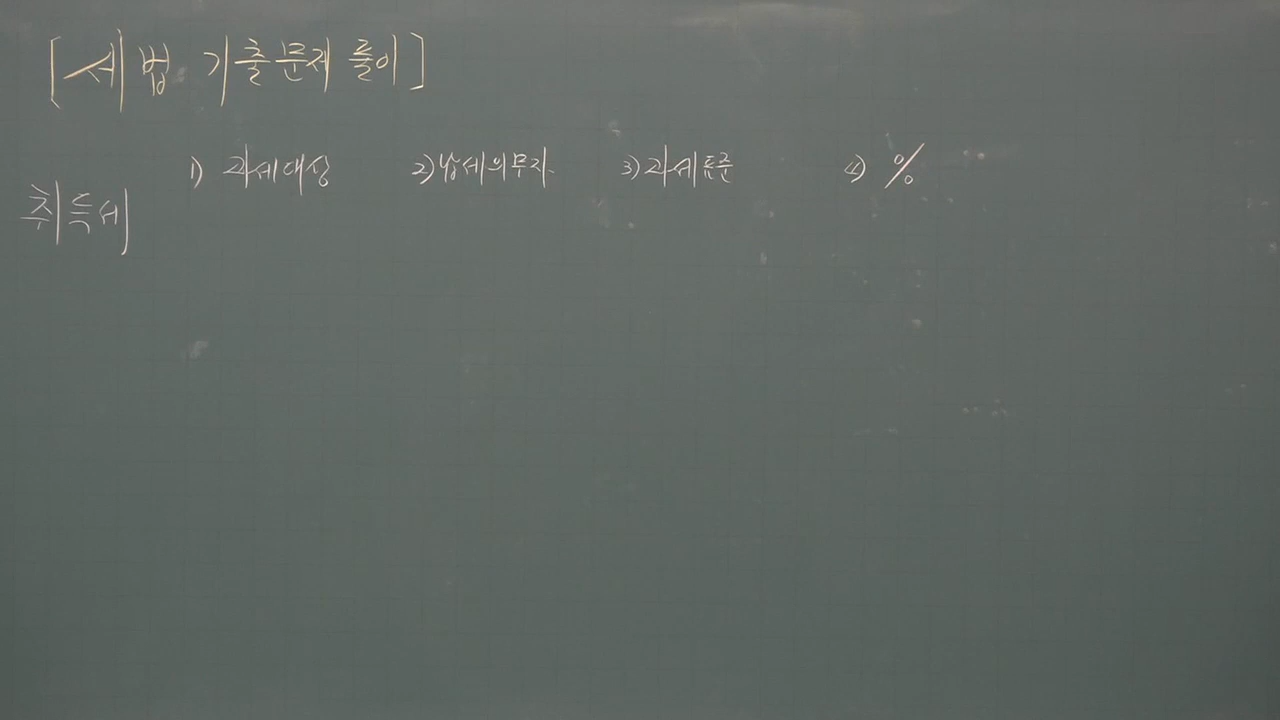 [세법 기출문제 풀이]
1) 과세대상 2) 납세의무자 3) 과세표준 4) %
취득세